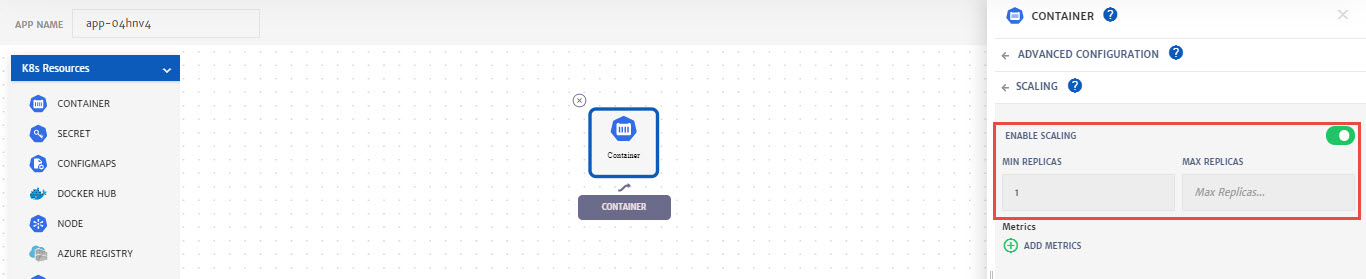 APP NAME
app-04hnv4
K8s Resources
CONTAINER
SECRET
CONFIGMAPS
DOCKER HUB
NODE
AZURE REGISTRY
Container
CONTAINER
CONTAINER ?
ADVANCED CONFIGURATION ?
SCALING ?
ENABLE SCALING
MIN REPLICAS MAX REPLICAS
1 Max Replicas...
Metrics
ADD METRICS